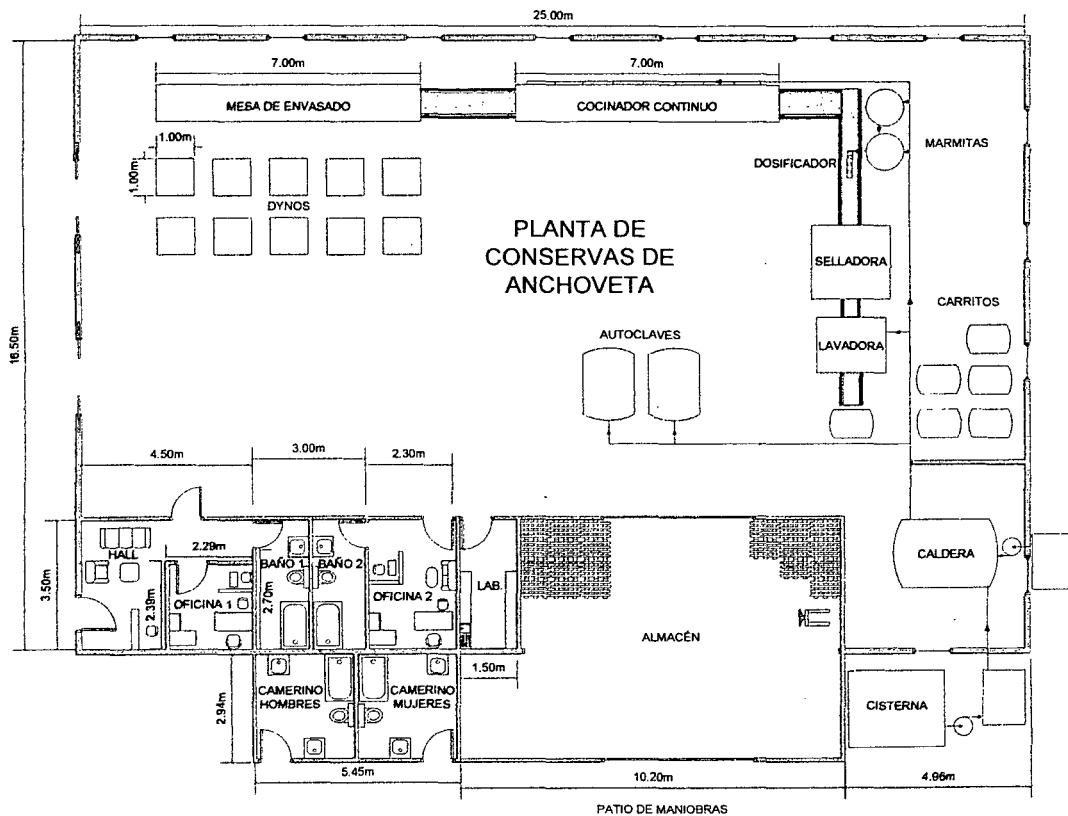 25.00m
7.00m
7.00m
MESA DE ENVASADO
COCINADOR CONTINUO
MARMITAS
1.00m
1.00m
DOSIFICADOR
DYNOS
PLANTA DE
CONSERVAS DE
ANCHOVETA
SELLADORA
CARRITOS
16.50m
AUTOCLAVES
LAVADORA
4.50m
3.00m
2.30m
3.50m
HALL
2.29m
2.39m
OFICINA 1
BAÑO 1
BAÑO 2
2.70m
OFICINA 2
LAB.
CALDERA
ALMACÉN
1.50m
2.94m
CAMERINO
HOMBRES
CAMERINO
MUJERES
CISTERNA
5.45m
10.20m
4.96m
PATIO DE MANIOBRAS